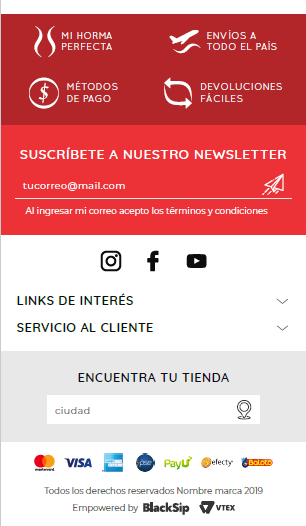 MI HORMA
PERFECTA
ENVÍOS A
TODO EL PAÍS
MÉTODOS
DE PAGO
DEVOLUCIONES
FÁCILES
SUSCRÍBETE A NUESTRO NEWSLETTER
tucorreo@mail.com
Al ingresar mi correo acepto los términos y condiciones
LINKS DE INTERÉS
SERVICIO AL CLIENTE
ENCUENTRA TU TIENDA
ciudad
mastercard VISA PayU efecty baloto
Todos los derechos reservados Nombre marca 2019
Empowered by BlackSip VTEX